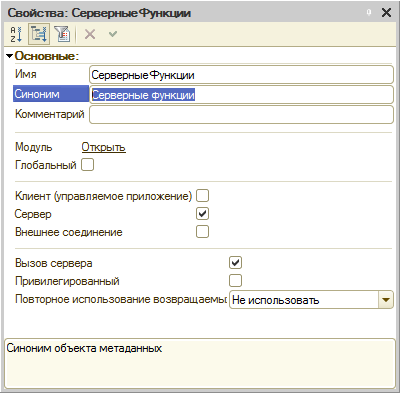 Свойства: СерверныеФункции
Основные:
Имя СерверныеФункции
Синоним Серверные функции
Комментарий
Модуль Открыть
Глобальный
Клиент (управляемое приложение)
Сервер
Внешнее соединение
Вызов сервера
Привилегированный
Повторное использование возвращаемы: Не использовать
Синоним объекта метаданных